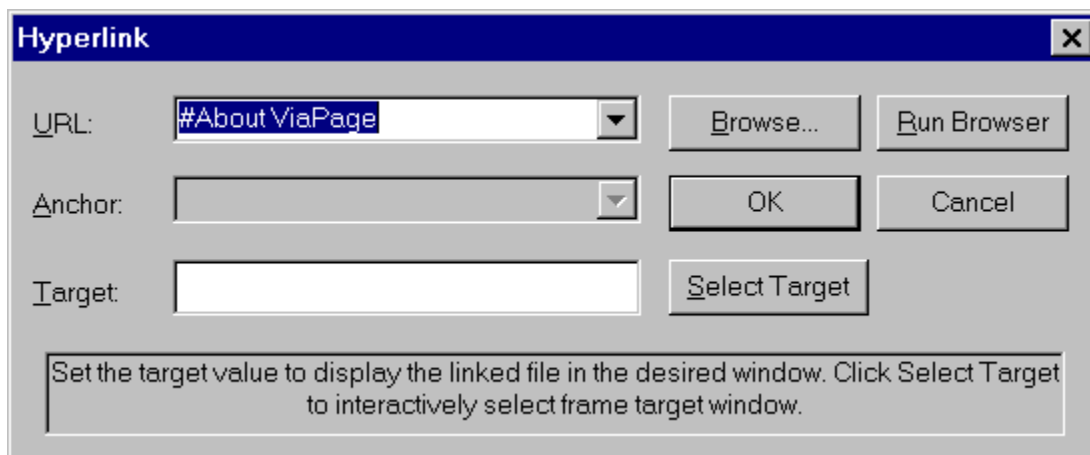 Hyperlink
URL: #About ViaPage Browse... Run Browser
Anchor: OK Cancel
Target: Select Target
Set the target value to display the linked file in the desired window. Click Select Target
to interactively select frame target window.